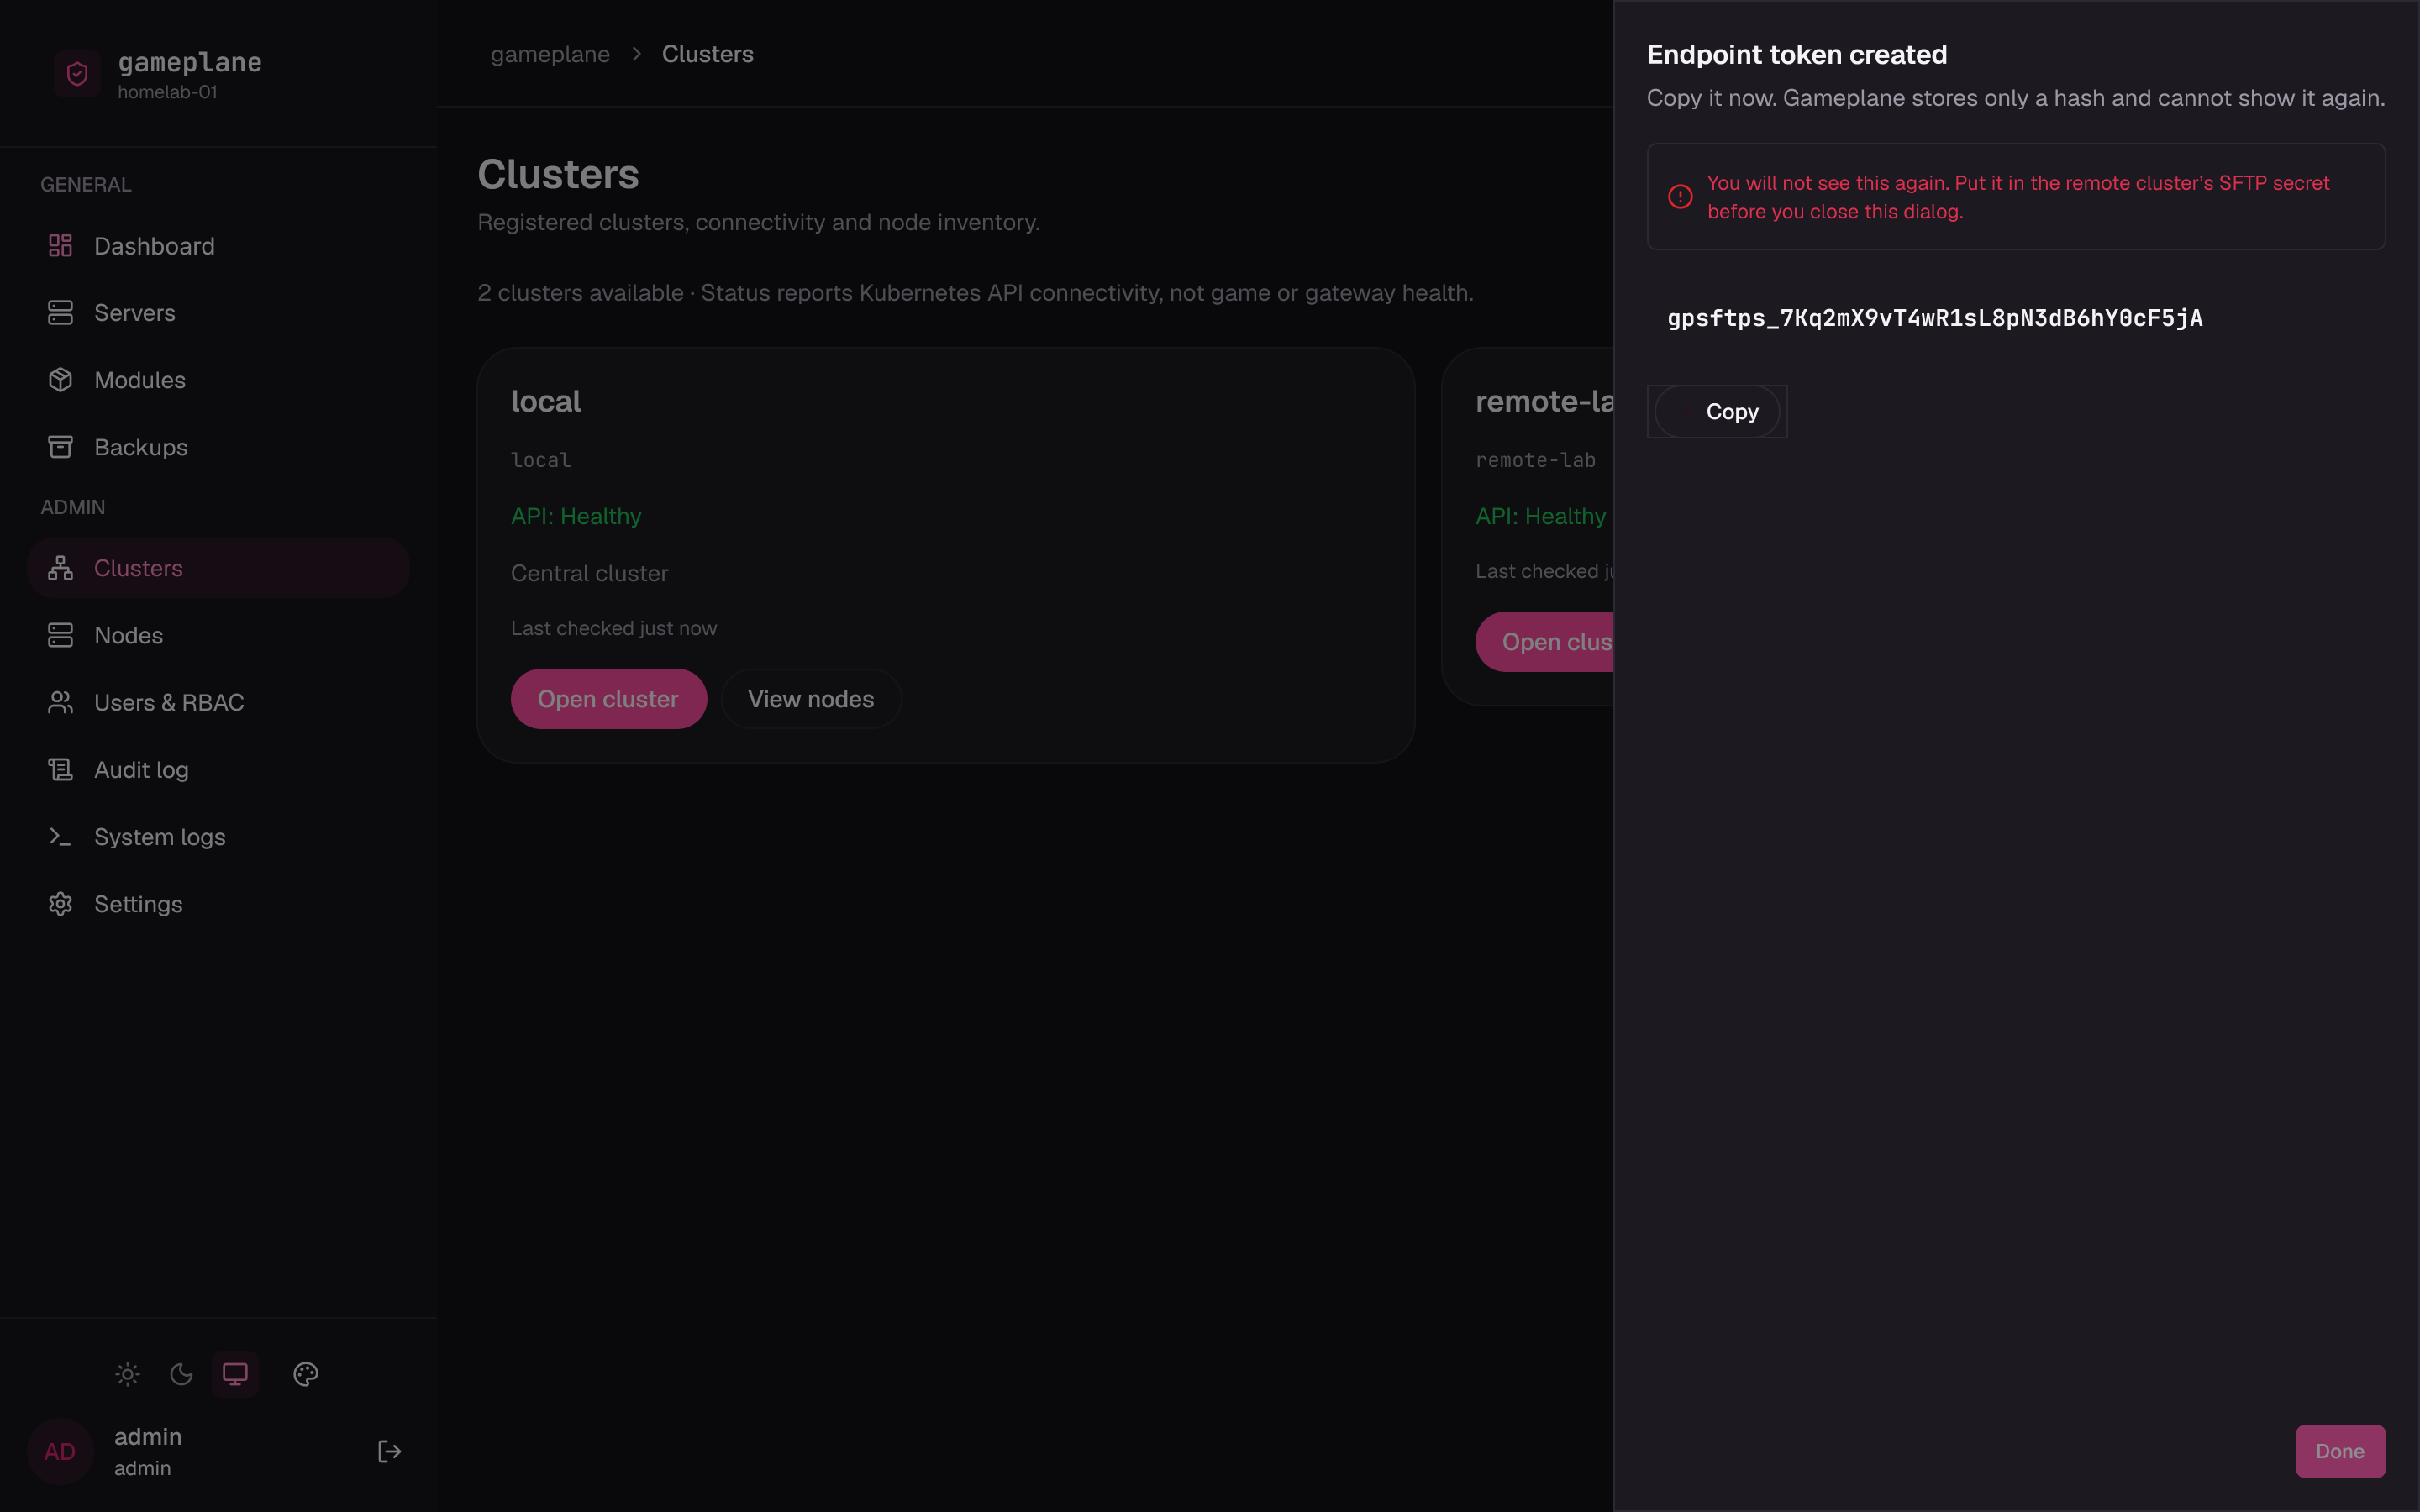 gameplane
homelab-01
GENERAL
Dashboard
Servers
Modules
Backups
ADMIN
Clusters
Nodes
Users & RBAC
Audit log
System logs
Settings
AD
admin
admin
gameplane > Clusters
Clusters
Registered clusters, connectivity and node inventory.
2 clusters available · Status reports Kubernetes API connectivity, not game or gateway health.
local
local
API: Healthy
Central cluster
Last checked just now
Open cluster
View nodes
remote-la
remote-lab
API: Healthy
Last checked ju
Open clus
Endpoint token created
Copy it now. Gameplane stores only a hash and cannot show it again.
You will not see this again. Put it in the remote cluster’s SFTP secret
before you close this dialog.
gpsftps_7Kq2mX9vT4wR1sL8pN3dB6hY0cF5jA
Copy
Done